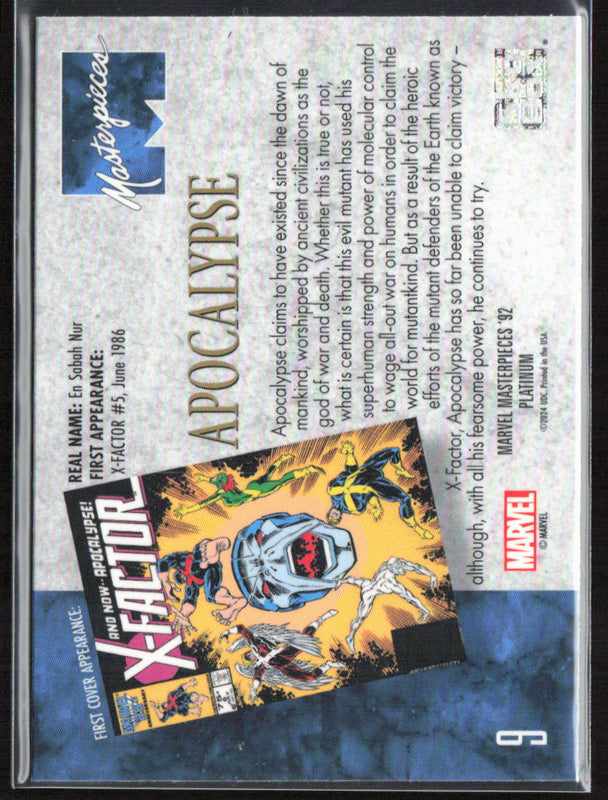 Masterpieces
REAL NAME: En Sabah Nur
FIRST APPEARANCE:
X-FACTOR #5, June 1986
APOCALYPSE
FIRST COVER APPEARANCE:
AND NOW--APOCALYPSE!
X-FACTOR
Apocalypse claims to have existed since the dawn of
mankind, worshipped by ancient civilizations as the
god of war and death. Whether this is true or not,
what is certain is that this evil mutant has used his
superhuman strength and power of molecular control
to wage all-out war on humans in order to claim the
world for mutantkind. But as a result of the heroic
efforts of the mutant defenders of the Earth known as
X-Factor, Apocalypse has so far been unable to claim victory –
although, with all his fearsome power, he continues to try.
MARVEL
© MARVEL
MARVEL MASTERPIECES '92
PLATINUM
©2024 UDC. Printed in the USA.
9